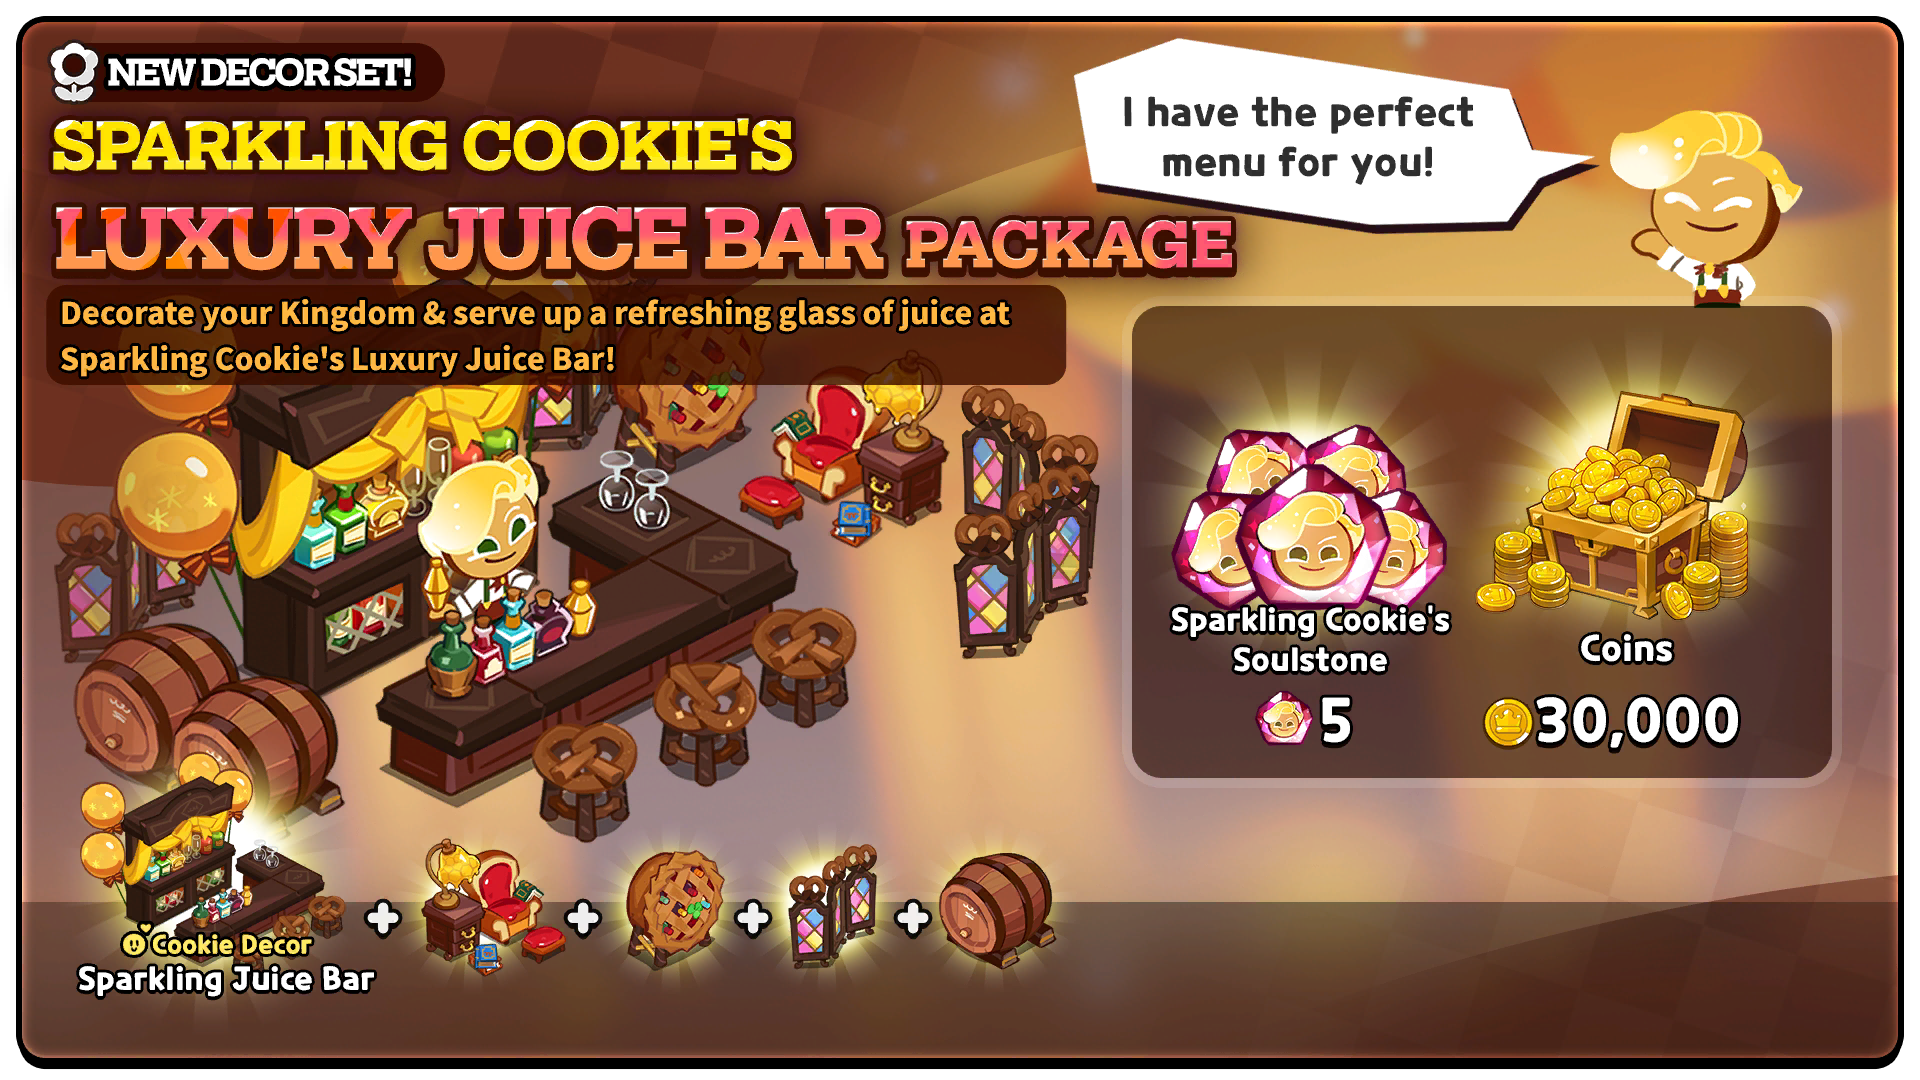 NEW DECOR SET!
SPARKLING COOKIE'S
LUXURY JUICE BAR PACKAGE
Decorate your Kingdom & serve up a refreshing glass of juice at
Sparkling Cookie's Luxury Juice Bar!
I have the perfect
menu for you!
Sparkling Cookie's
Soulstone
5
Coins
30,000
Cookie Decor
Sparkling Juice Bar